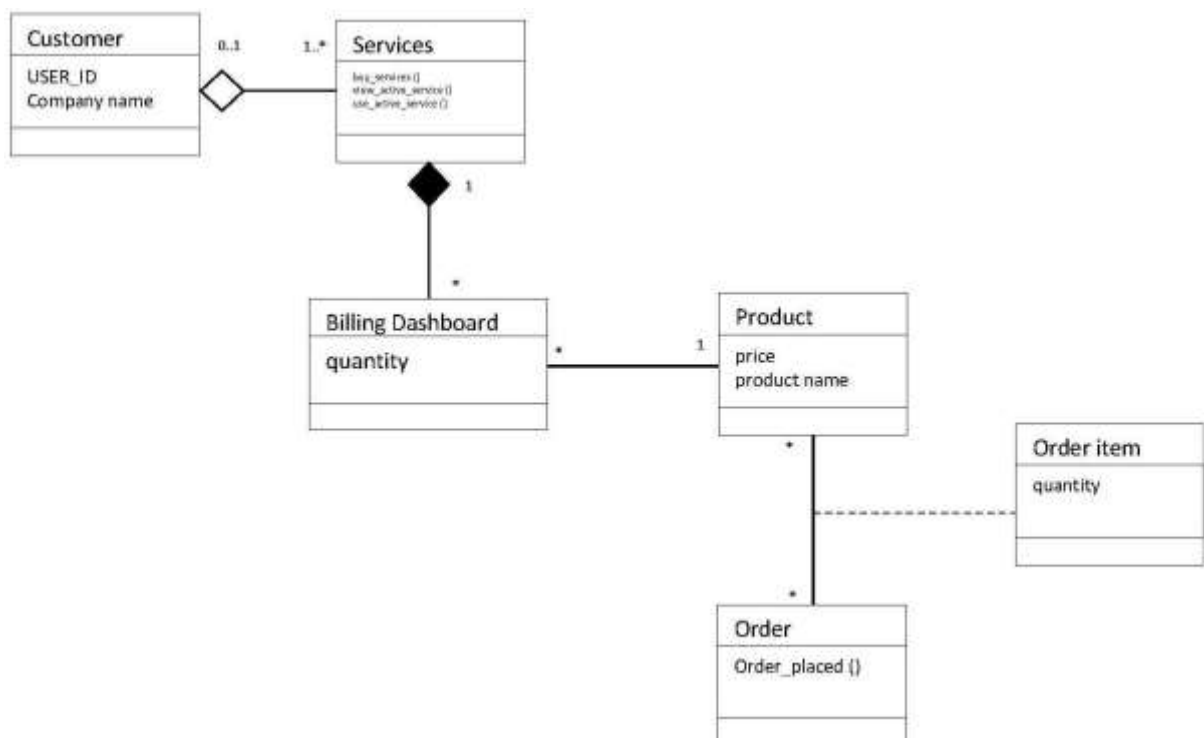 Customer
USER_ID
Company name
0..1
1..*
Services
buy_services ()
view_active_service ()
use_active_service ()
1
*
Billing Dashboard
quantity
*
1
Product
price
product name
*
Order item
quantity
*
Order
Order_placed ()